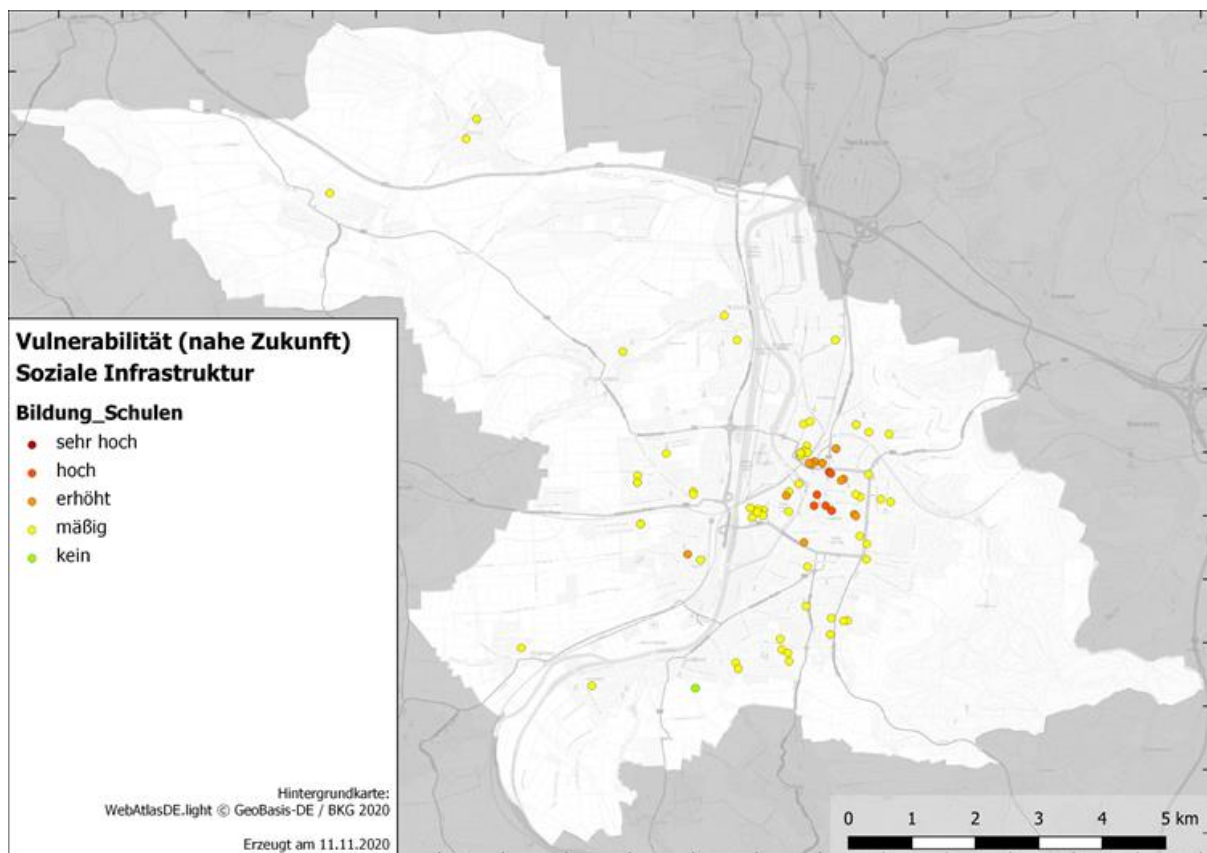 Neckarsulm
Vulnerabilität (nahe Zukunft)
Soziale Infrastruktur
Bildung_Schulen
sehr hoch
hoch
erhöht
mäßig
kein
Hintergrundkarte:
WebAtlasDE.light © GeoBasis-DE / BKG 2020
Erzeugt am 11.11.2020
0 1 2 3 4 5 km